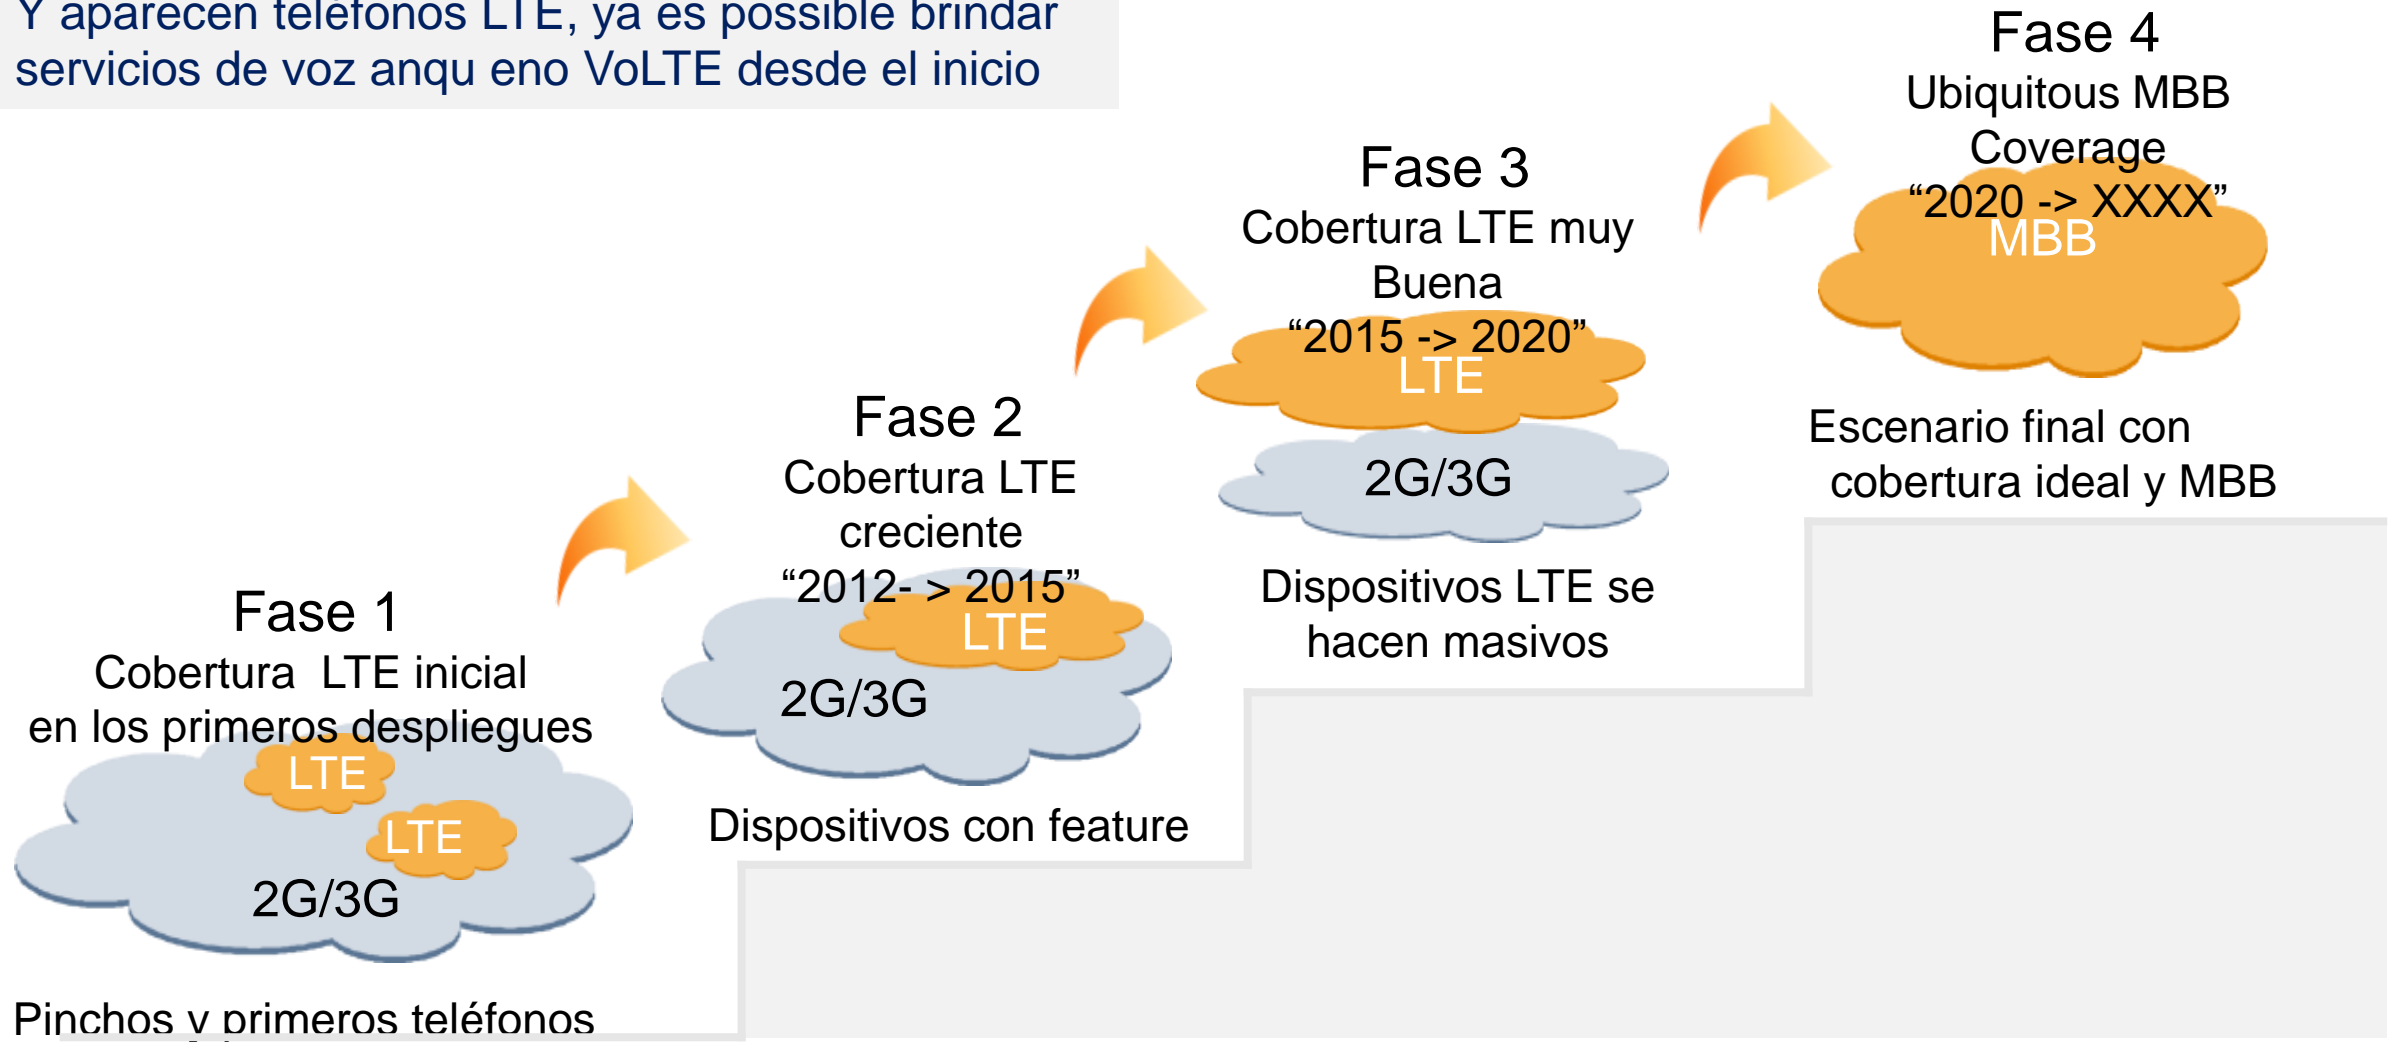 Y aparecen teléfonos LTE, ya es possible brindar
servicios de voz anqu eno VoLTE desde el inicio
Fase 1
Cobertura  LTE inicial
en los primeros despliegues
LTE
LTE
2G/3G
Pinchos y primeros teléfonos
Fase 2
Cobertura LTE
creciente
“2012- > 2015”
LTE
2G/3G
Dispositivos con feature
Fase 3
Cobertura LTE muy
Buena
“2015 -> 2020”
LTE
2G/3G
Dispositivos LTE se
hacen masivos
Fase 4
Ubiquitous MBB
Coverage
“2020 -> XXXX”
MBB
Escenario final con
cobertura ideal y MBB